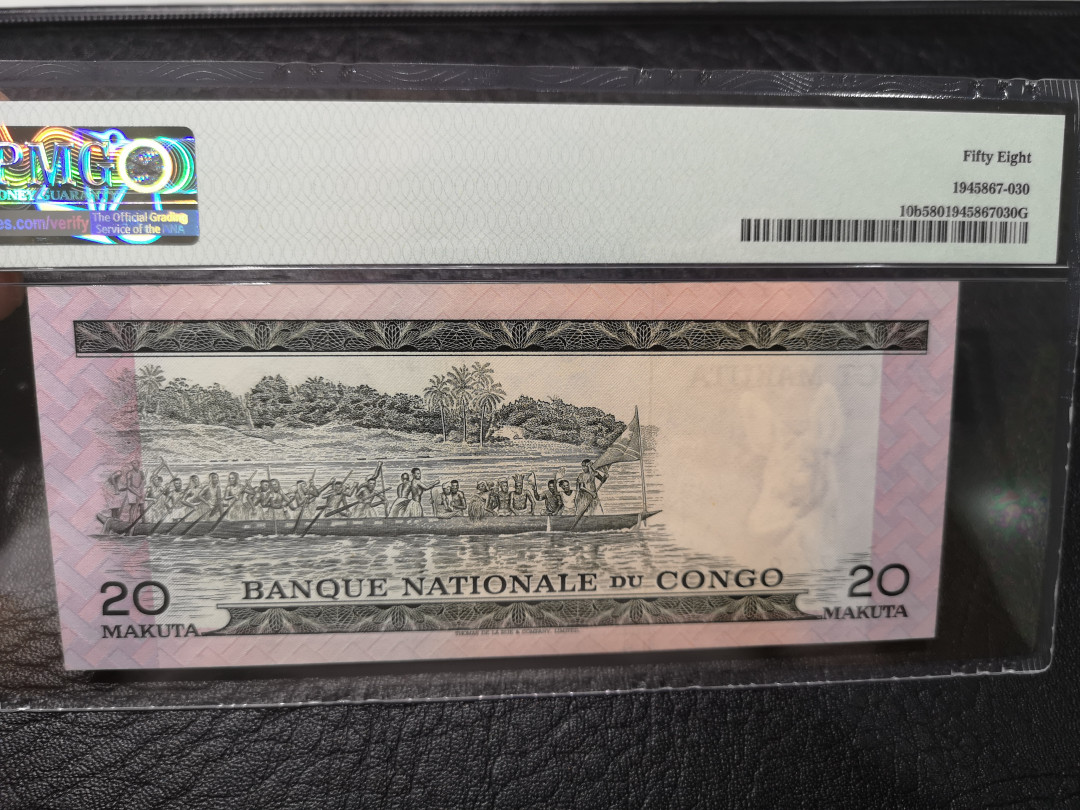 PMG
ONEY GUARA
es.com/verify
The Official Grading
Service of the ANA
Fifty Eight
1945867-030
10b5801945867030G
20
MAKUTA
BANQUE NATIONALE DU CONGO
20
MAKUTA